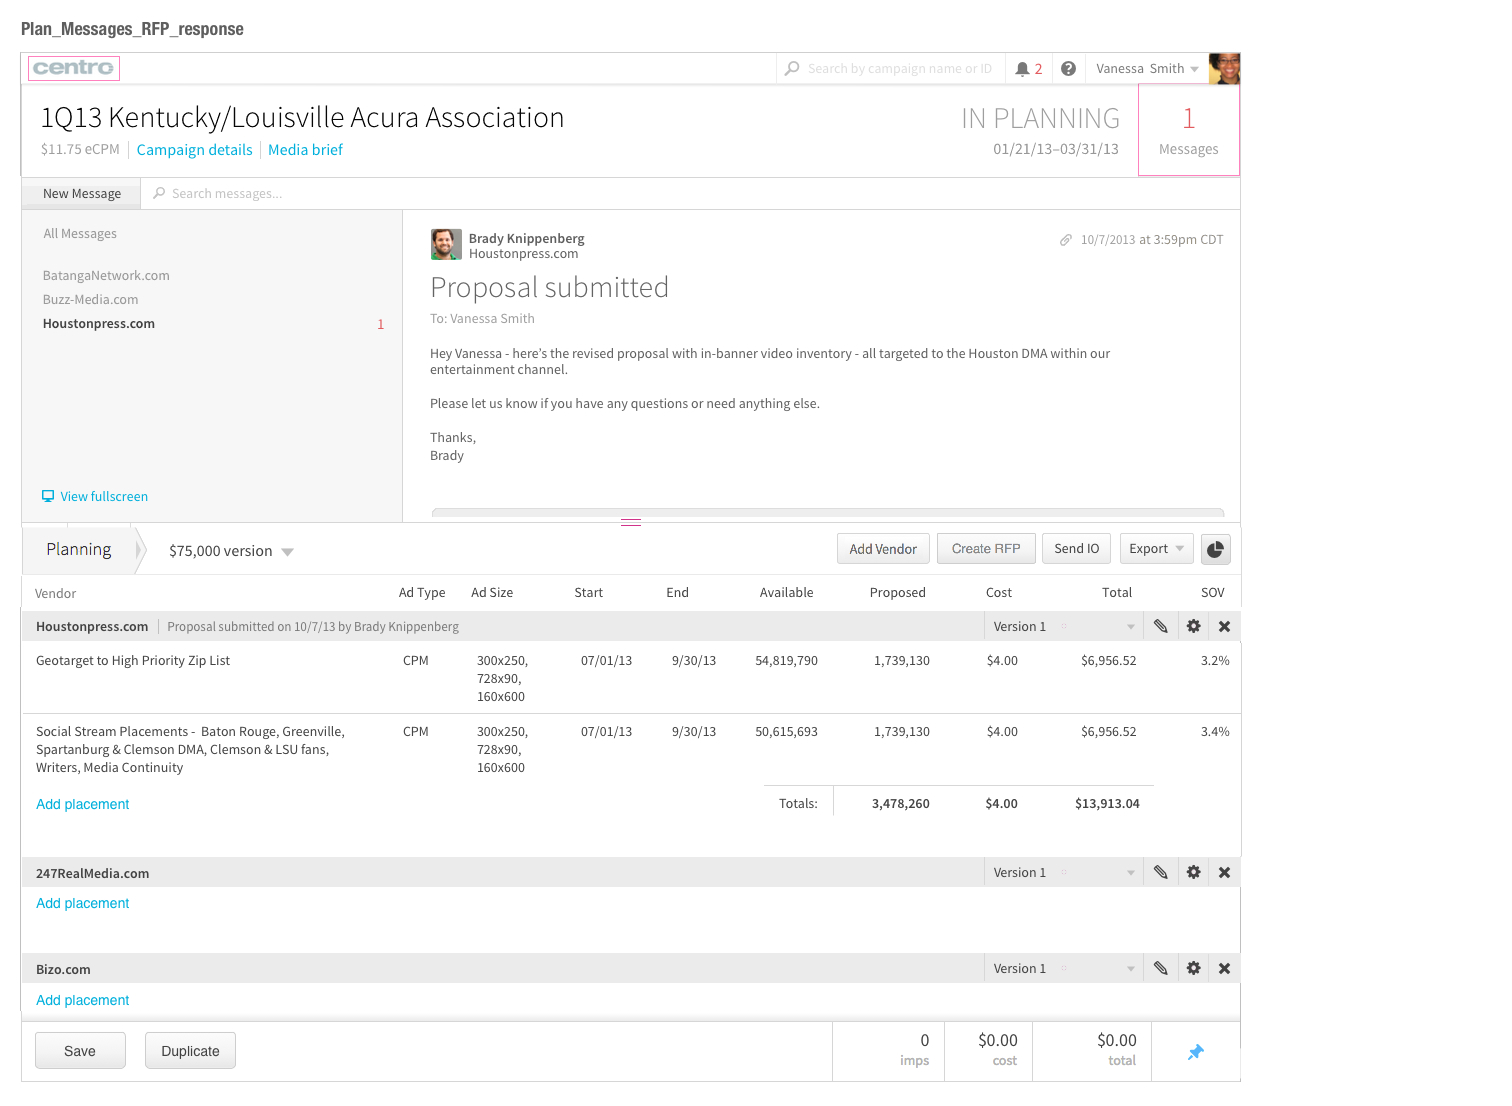 Plan_Messages_RFP_response
centro
Search by campaign name or ID
2
Vanessa Smith
1Q13 Kentucky/Louisville Acura Association
IN PLANNING
1
$11.75 eCPM
Campaign details
Media brief
01/21/13–03/31/13
Messages
New Message
Search messages...
All Messages
BatangaNetwork.com
Buzz-Media.com
Houstonpress.com
1
View fullscreen
Brady Knippenberg
10/7/2013 at 3:59pm CDT
Houstonpress.com
Proposal submitted
To: Vanessa Smith
Hey Vanessa - here's the revised proposal with in-banner video inventory - all targeted to the Houston DMA within our
entertainment channel.
Please let us know if you have any questions or need anything else.
Thanks,
Brady
Planning
$75,000 version
Add Vendor
Create RFP
Send IO
Export
Vendor Ad Type Ad Size Start End Available Proposed Cost Total SOV
Houstonpress.com Proposal submitted on 10/7/13 by Brady Knippenberg Version 1
Geotarget to High Priority Zip List CPM 300x250, 07/01/13 9/30/13 54,819,790 1,739,130 $4.00 $6,956.52 3.2%
728x90,
160x600
Social Stream Placements - Baton Rouge, Greenville, CPM 300x250, 07/01/13 9/30/13 50,615,693 1,739,130 $4.00 $6,956.52 3.4%
Spartanburg & Clemson DMA, Clemson & LSU fans, 728x90,
Writers, Media Continuity 160x600
Add placement Totals: 3,478,260 $4.00 $13,913.04
247RealMedia.com Version 1
Add placement
Bizo.com Version 1
Add placement
Save
Duplicate
0 $0.00 $0.00
imps cost total